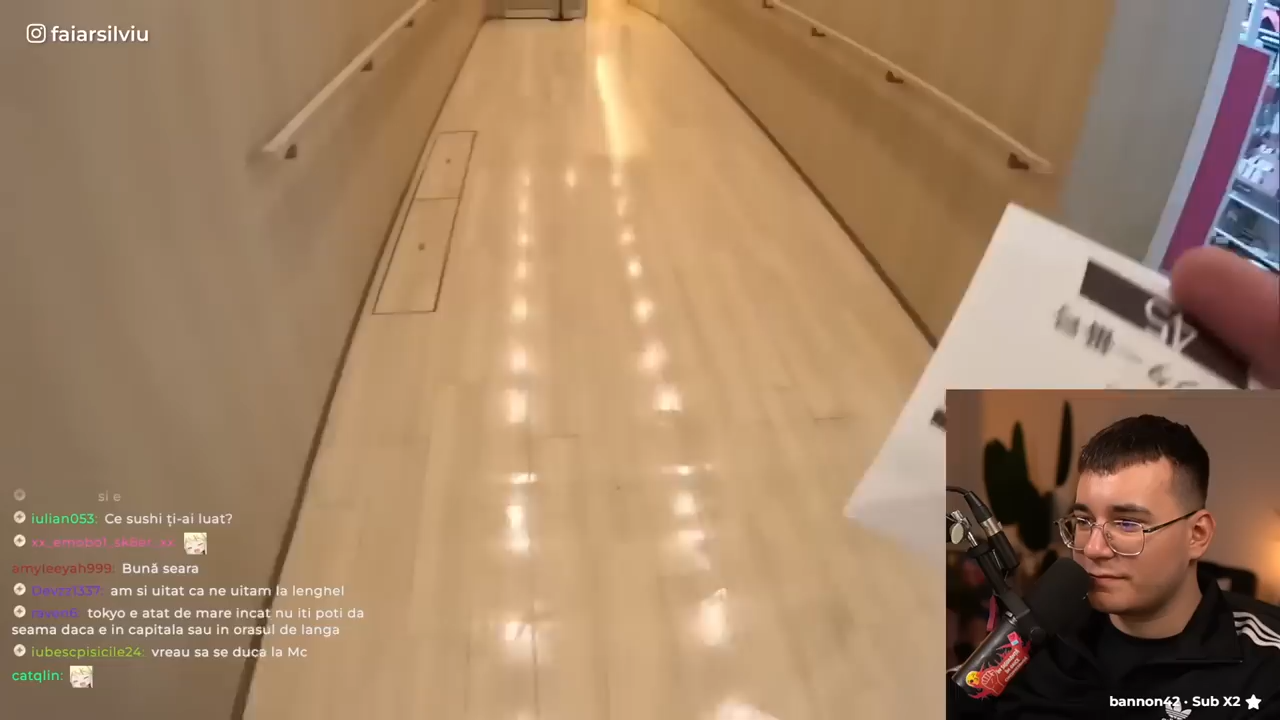 faiarsilviu
si e
iulian053: Ce sushi ți-ai luat?
xx_emobo1_sk8er_xx
amyleeyah999: Bună seara
Devzz1337: am si uitat ca ne uitam la lenghel
tokyo e atat de mare incat nu iti poti da
seama daca e in capitala sau in orasul de langa
iubescpisicile24: vreau sa se duca la Mc
catqlin:
bannon42 · Sub X2